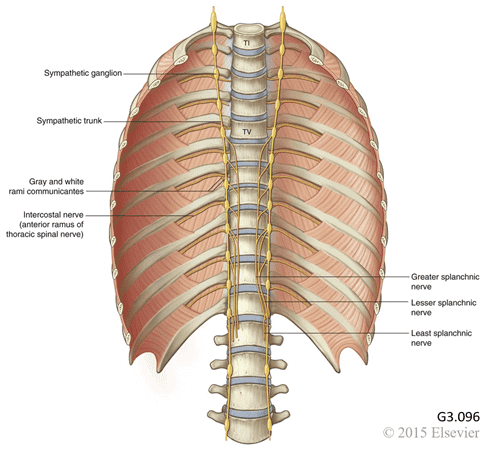 TI
Sympathetic ganglion
Sympathetic trunk
TV
Gray and white
rami communicantes
Intercostal nerve
(anterior ramus of
thoracic spinal nerve)
Greater splanchnic
nerve
Lesser splanchnic
nerve
Least splanchnic
nerve
G3.096
© 2015 Elsevier